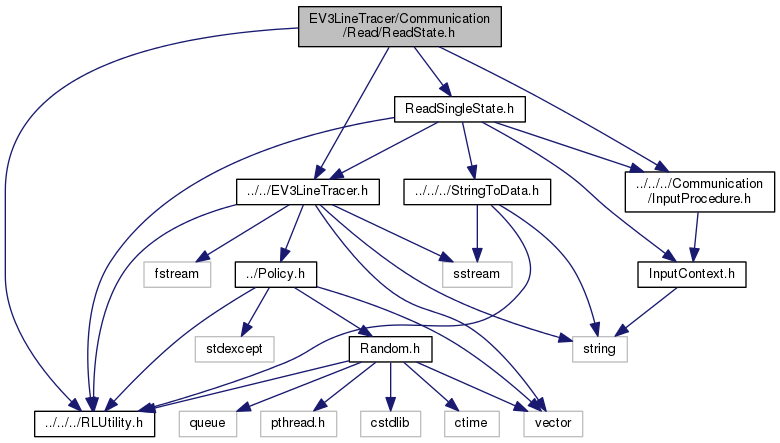 EV3LineTracer/Communication
/Read/ReadState.h
ReadSingleState.h
../../EV3LineTracer.h
../../../StringToData.h
../../../Communication
/InputProcedure.h
fstream
../Policy.h
sstream
InputContext.h
stdexcept
Random.h
string
../../../RLUtility.h
queue
pthread.h
cstdlib
ctime
vector